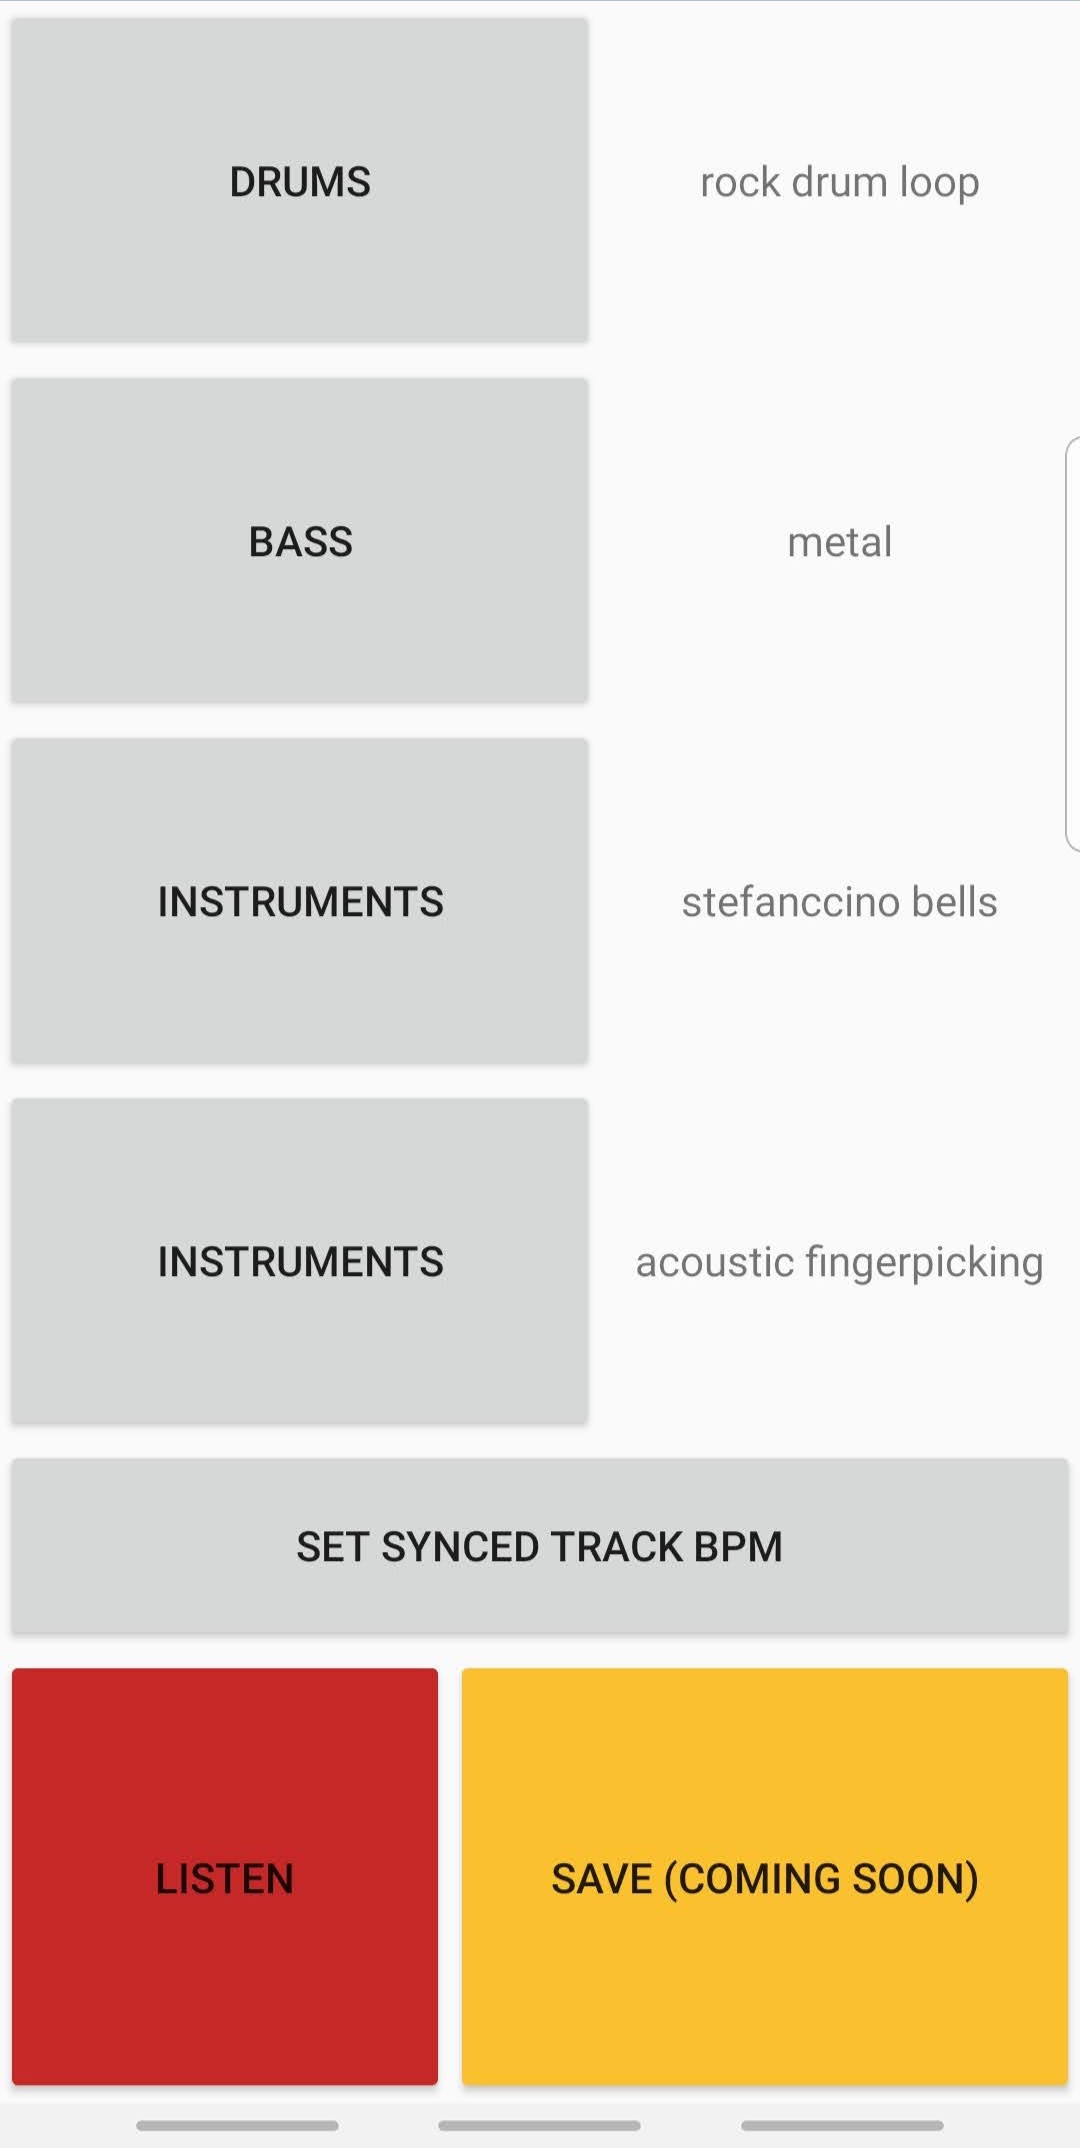 DRUMS
rock drum loop
BASS
metal
INSTRUMENTS
stefanccino bells
INSTRUMENTS
acoustic fingerpicking
SET SYNCED TRACK BPM
LISTEN
SAVE (COMING SOON)